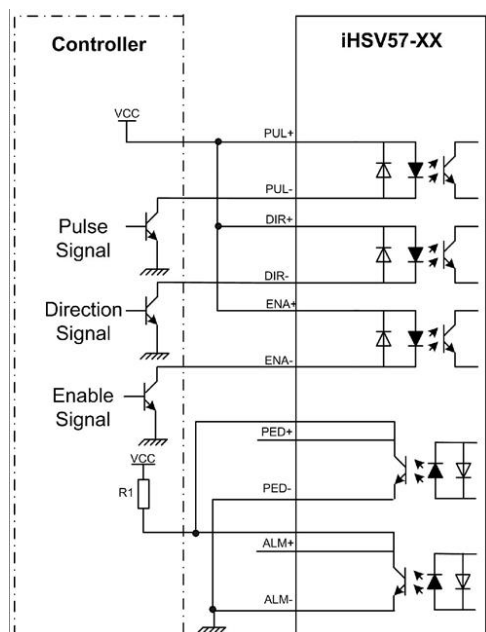 Controller
iHSV57-XX
VCC
PUL+
PUL-
Pulse
Signal
DIR+
DIR-
Direction
Signal
ENA+
ENA-
Enable
Signal
PED+
VCC
R1
PED-
ALM+
ALM-